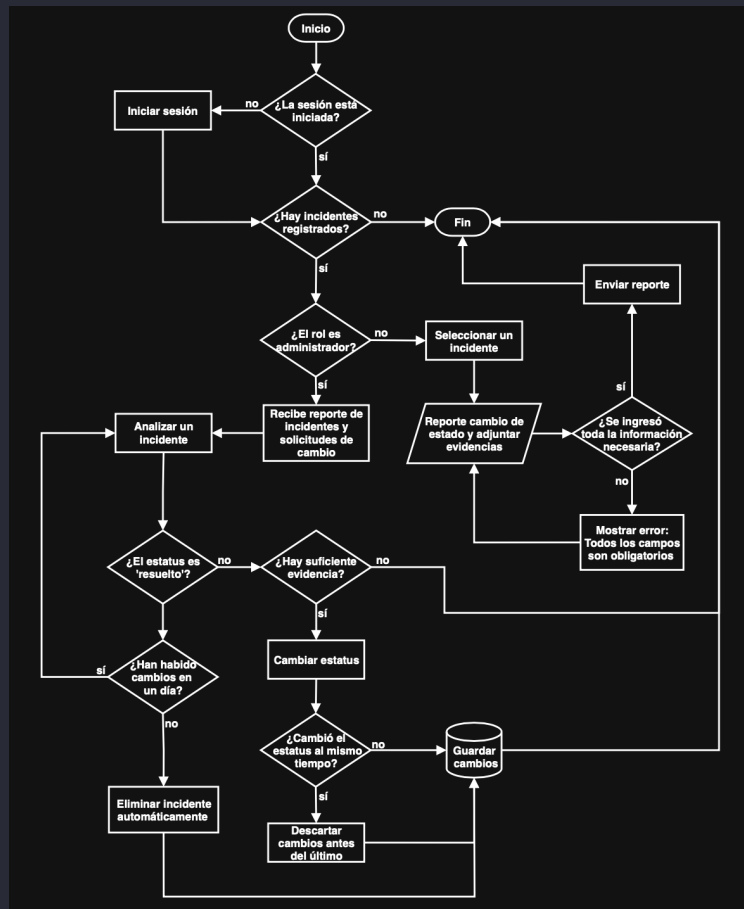 Inicio
¿La sesión está
iniciada?
no
Iniciar sesión
sí
¿Hay incidentes
registrados?
no
Fin
sí
Enviar reporte
¿El rol es
administrador?
no
Seleccionar un
incidente
sí
sí
Recibe reporte de
incidentes y
solicitudes de
cambio
Analizar un
incidente
Reporte cambio de
estado y adjuntar
evidencias
¿Se ingresó
toda la información
necesaria?
no
Mostrar error:
Todos los campos
son obligatorios
¿El estatus es
'resuelto'?
no
¿Hay suficiente
evidencia?
no
sí
Cambiar estatus
¿Han habido
cambios en
un día?
sí
no
¿Cambió el
estatus al mismo
tiempo?
no
Guardar
cambios
sí
Eliminar incidente
automáticamente
Descartar
cambios antes
del último